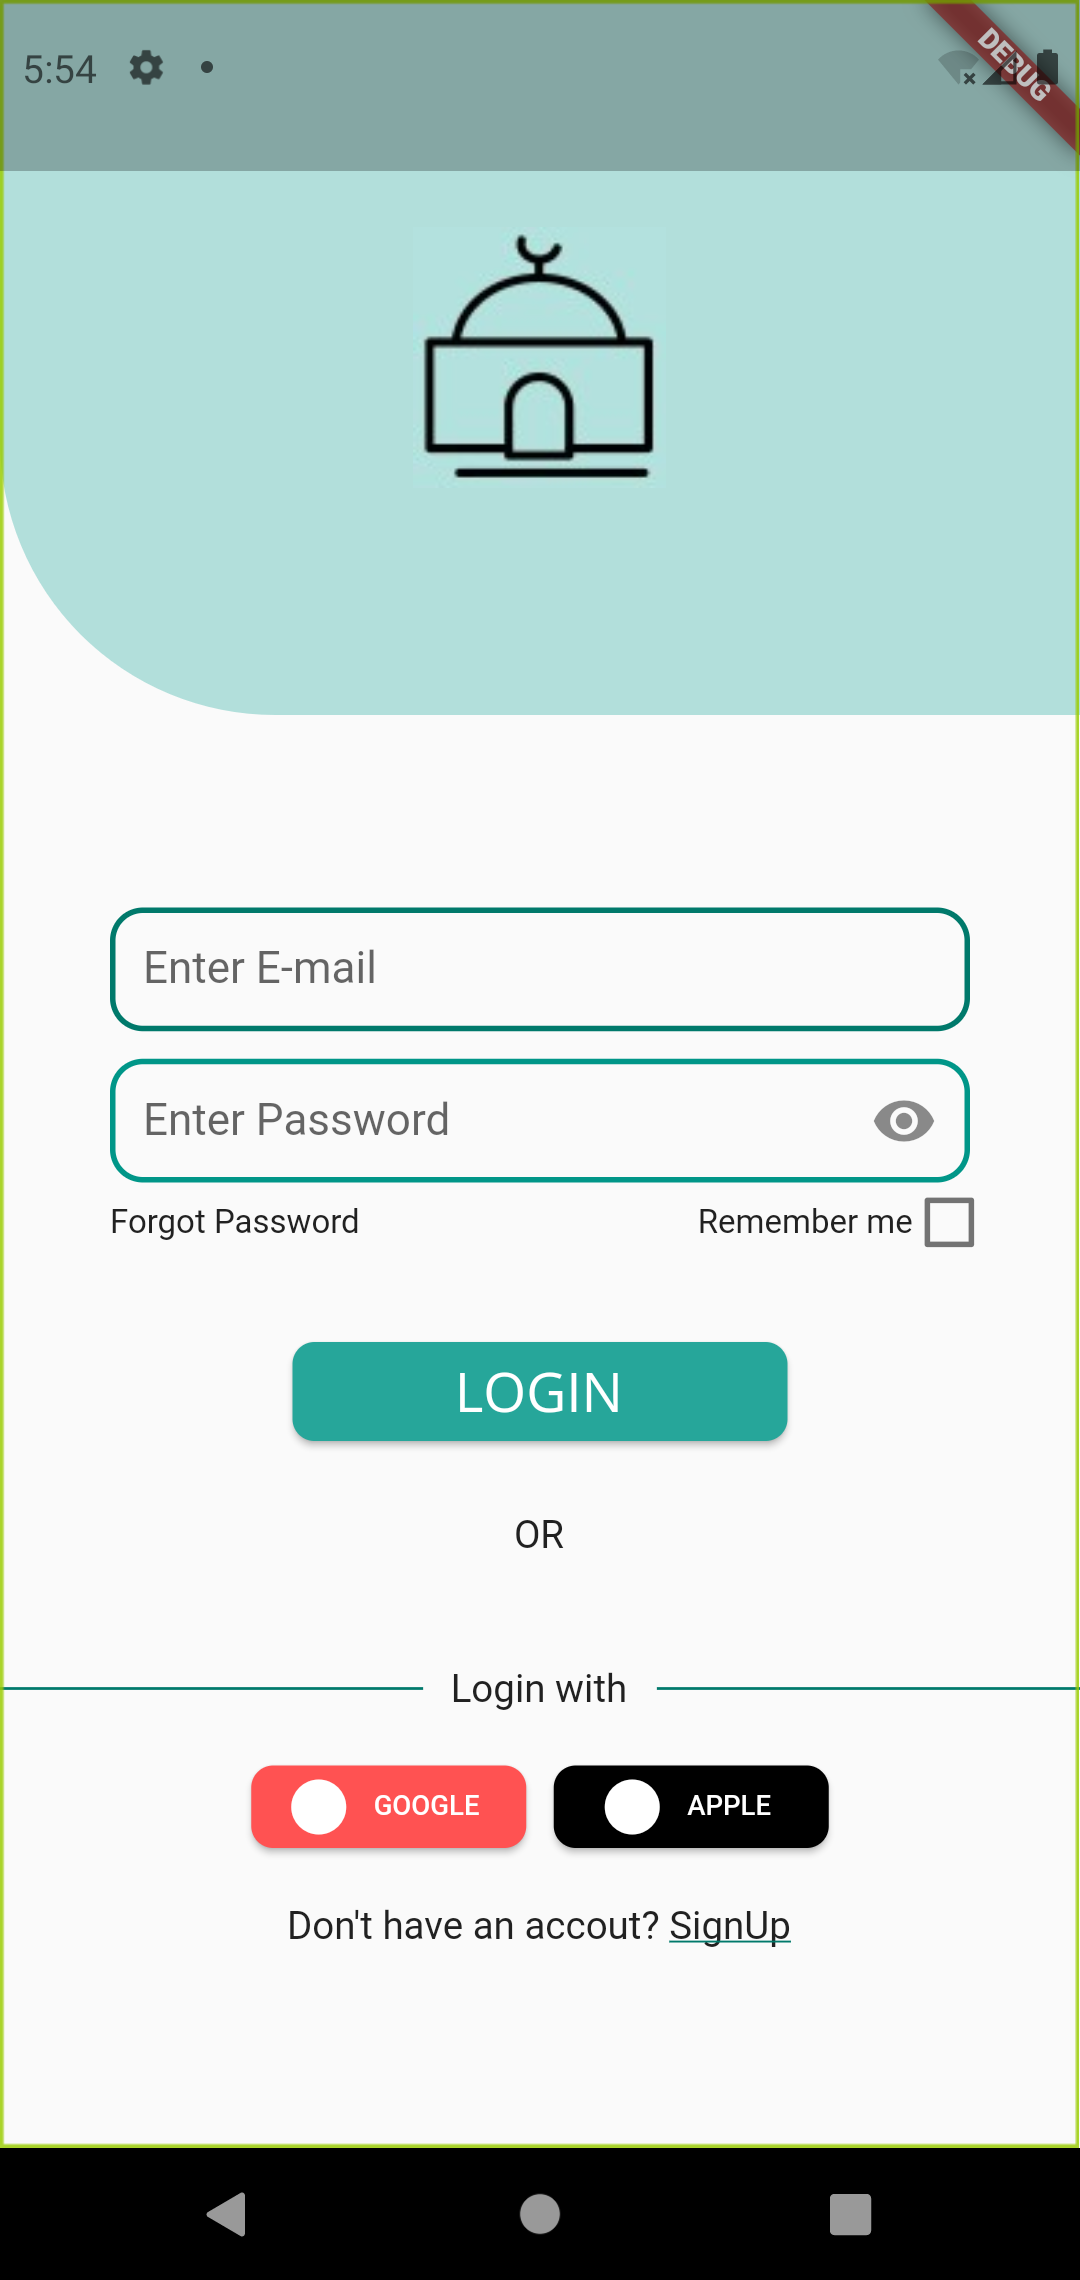 5:54
DEBUG
Enter E-mail
Enter Password
Forgot Password Remember me
LOGIN
OR
Login with
GOOGLE APPLE
Don't have an accout? SignUp